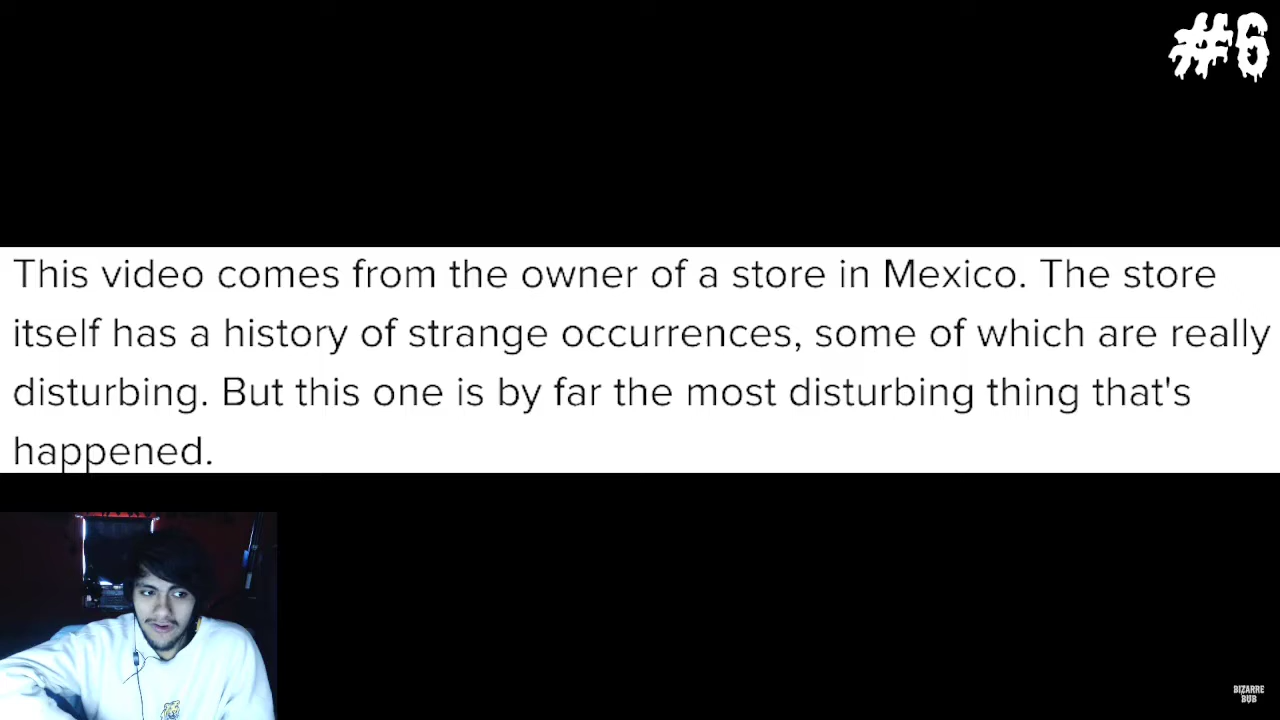 #6
This video comes from the owner of a store in Mexico. The store
itself has a history of strange occurrences, some of which are really
disturbing. But this one is by far the most disturbing thing that's
happened.
BIZARRE
BUB